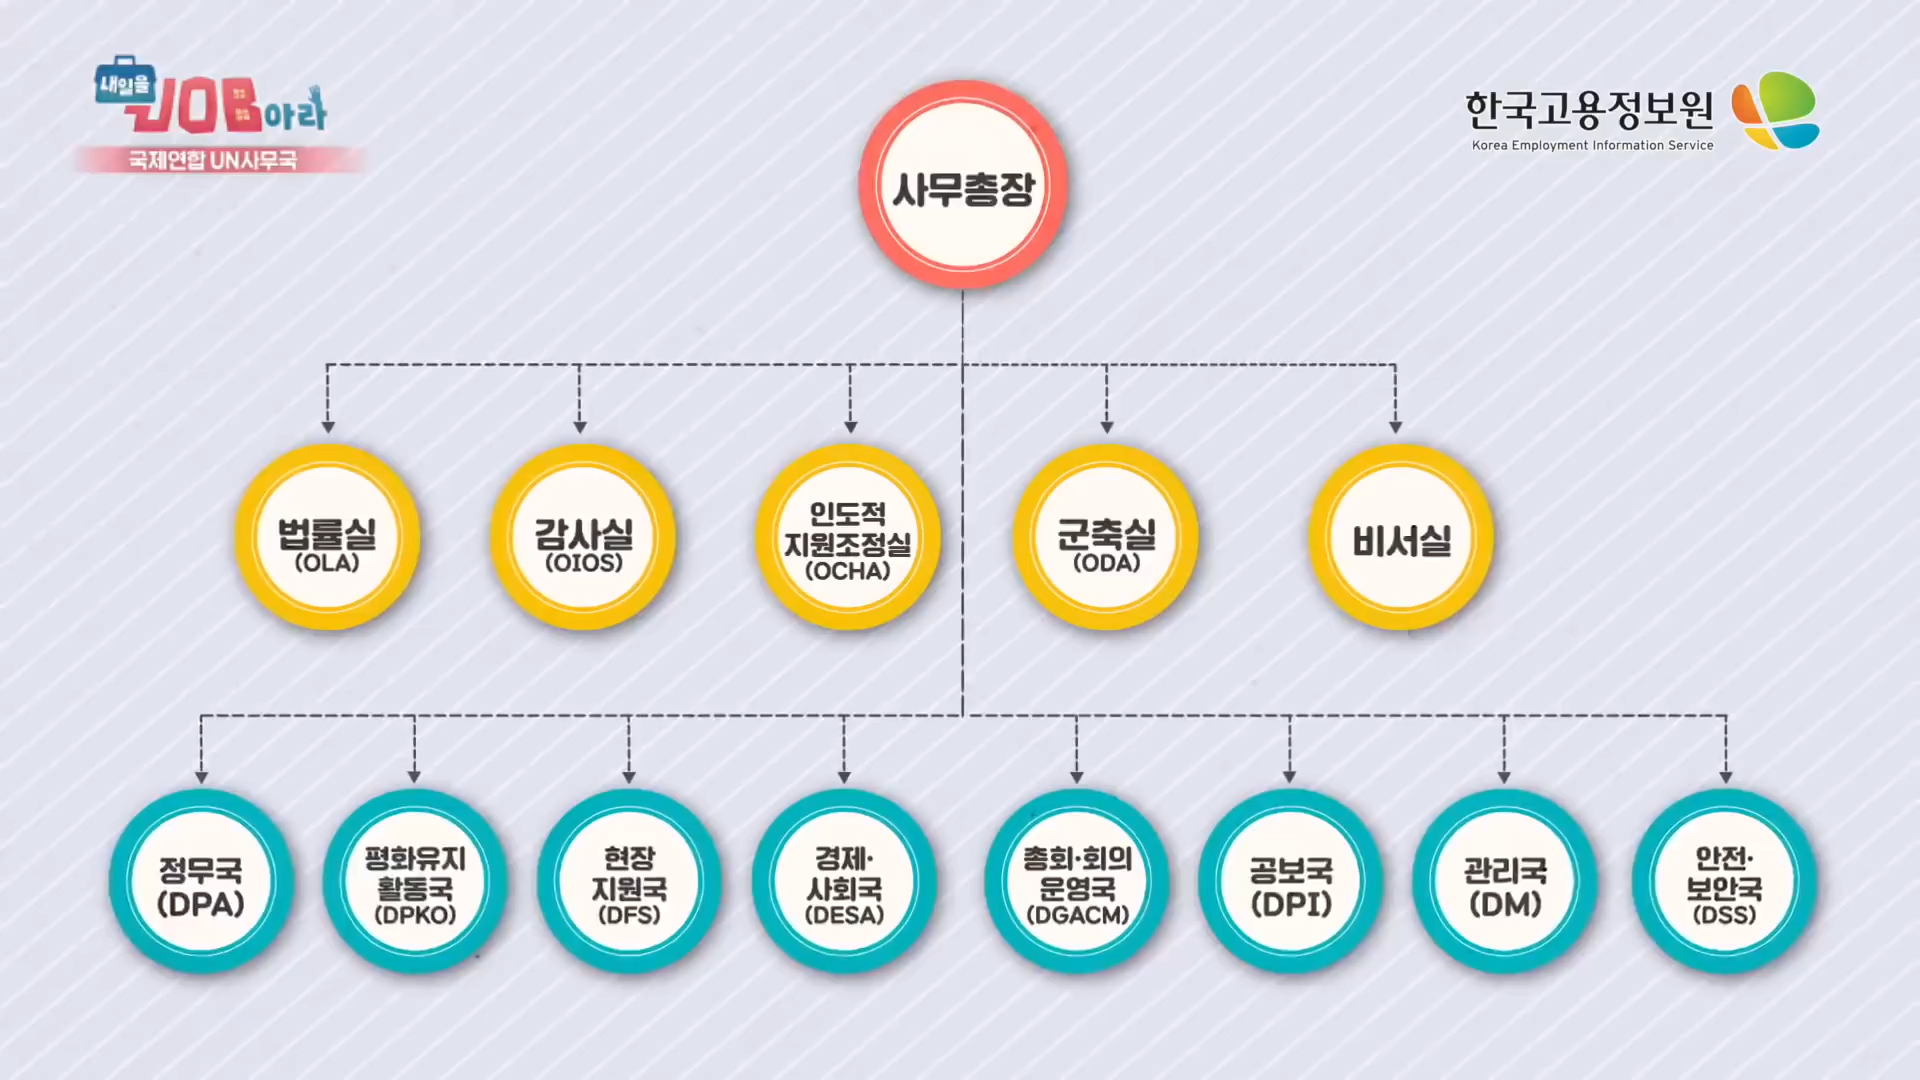 내일을
JOB아라
국제연합 UN사무국
한국고용정보원
Korea Employment Information Service
사무총장
법률실
(OLA)
감사실
(OIOS)
인도적
지원조정실
(OCHA)
군축실
(ODA)
비서실
정무국
(DPA)
평화유지
활동국
(DPKO)
현장
지원국
(DFS)
경제·
사회국
(DESA)
총회·회의
운영국
(DGACM)
공보국
(DPI)
관리국
(DM)
안전·
보안국
(DSS)